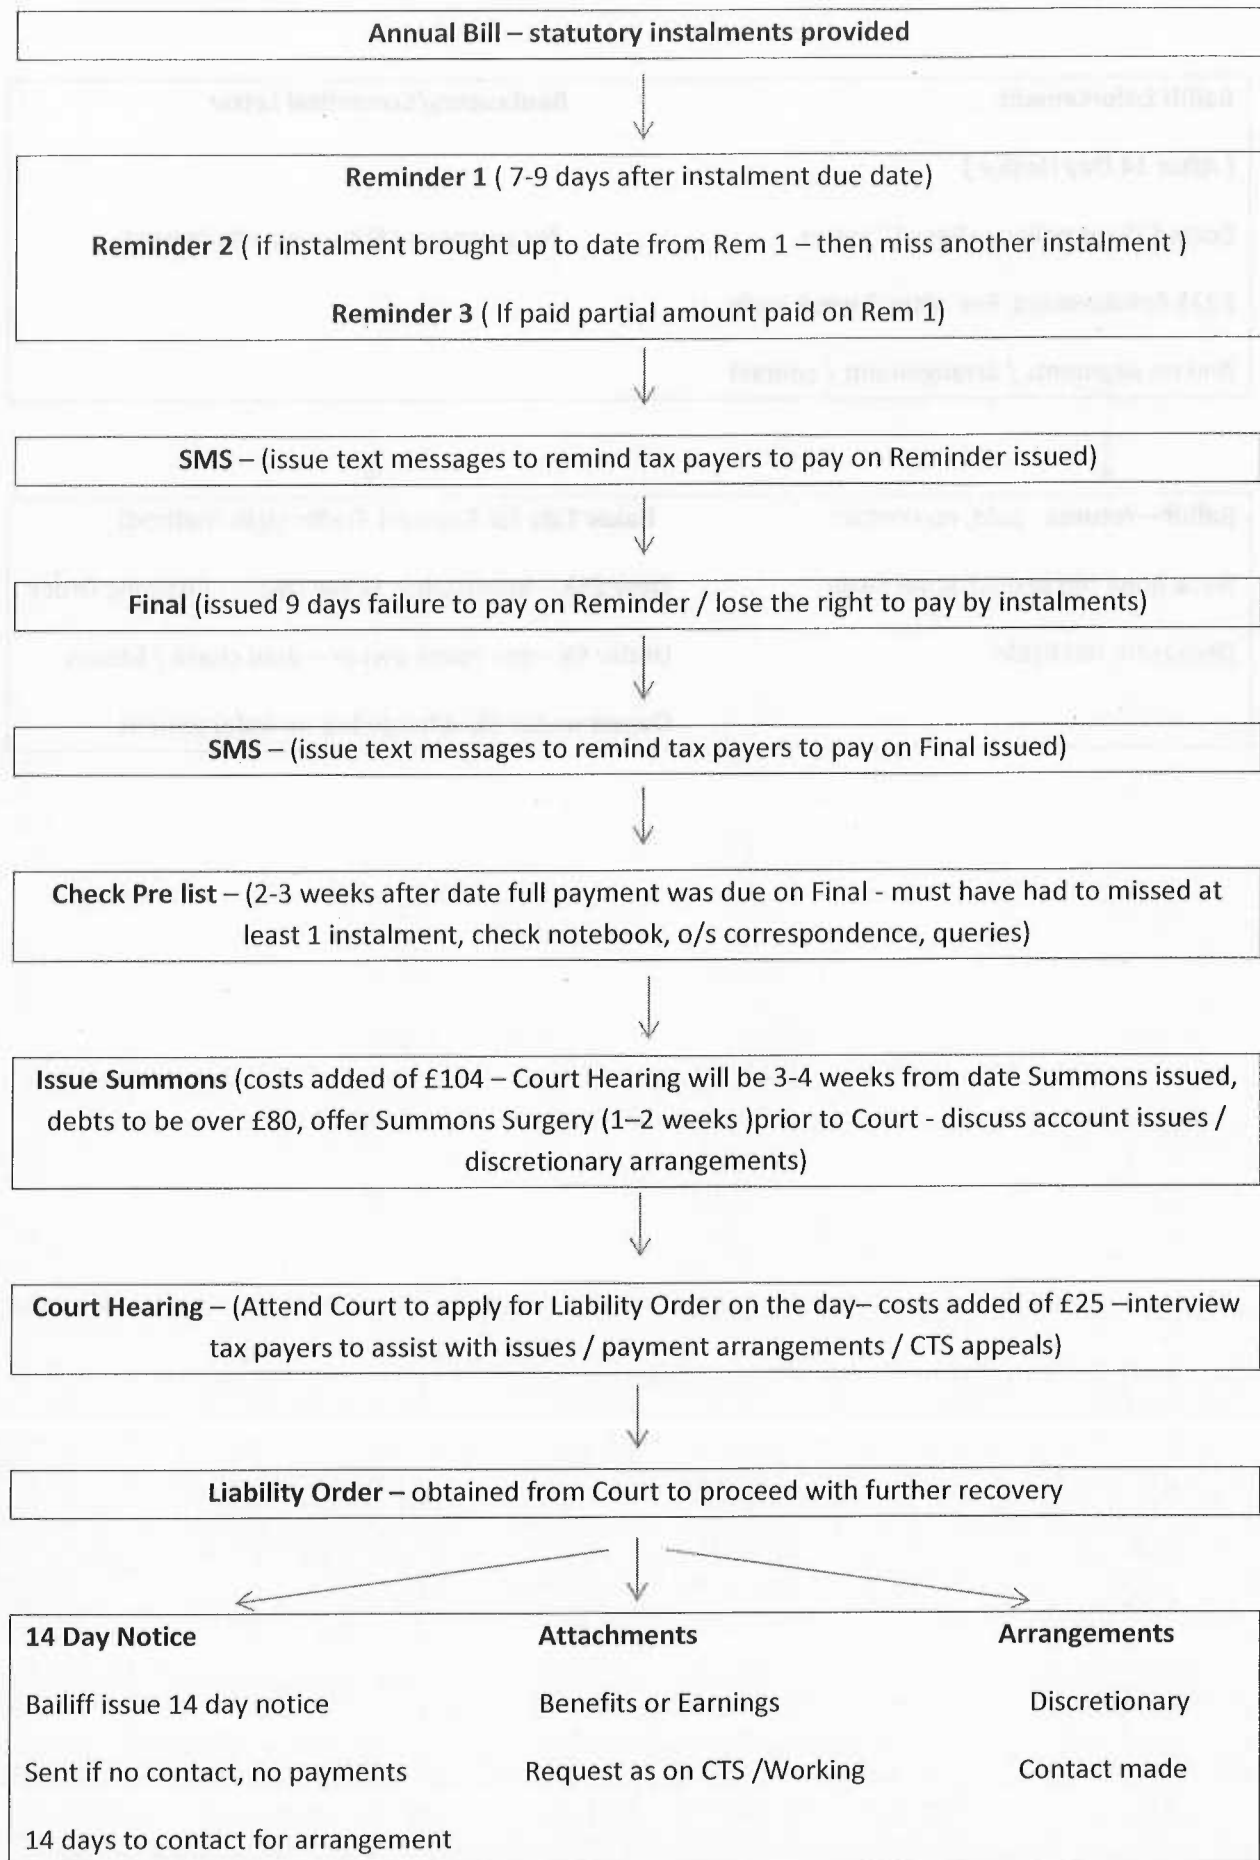 Annual Bill – statutory instalments provided
Reminder 1 ( 7-9 days after instalment due date)
Reminder 2 ( if instalment brought up to date from Rem 1 – then miss another instalment )
Reminder 3 ( If paid partial amount paid on Rem 1)
SMS – (issue text messages to remind tax payers to pay on Reminder issued)
Final (issued 9 days failure to pay on Reminder / lose the right to pay by instalments)
SMS – (issue text messages to remind tax payers to pay on Final issued)
Check Pre list – (2-3 weeks after date full payment was due on Final - must have had to missed at
least 1 instalment, check notebook, o/s correspondence, queries)
Issue Summons (costs added of £104 – Court Hearing will be 3-4 weeks from date Summons issued,
debts to be over £80, offer Summons Surgery (1–2 weeks )prior to Court - discuss account issues /
discretionary arrangements)
Court Hearing – (Attend Court to apply for Liability Order on the day– costs added of £25 –interview
tax payers to assist with issues / payment arrangements / CTS appeals)
Liability Order – obtained from Court to proceed with further recovery
14 Day Notice Attachments Arrangements
Bailiff issue 14 day notice Benefits or Earnings Discretionary
Sent if no contact, no payments Request as on CTS /Working Contact made
14 days to contact for arrangement